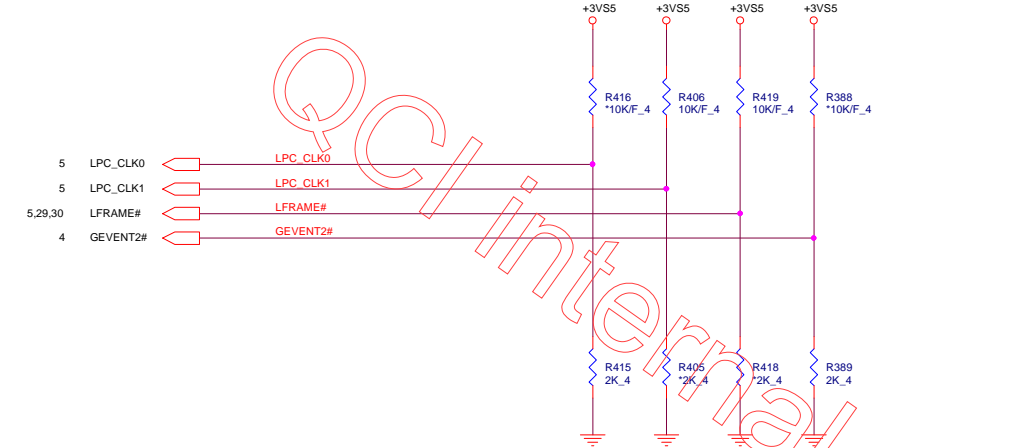 +3VS5 +3VS5 +3VS5 +3VS5
R416 R406 R419 R388
*10K/F_4 10K/F_4 10K/F_4 *10K/F_4
5 LPC_CLK0 LPC_CLK0
5 LPC_CLK1 LPC_CLK1
5,29,30 LFRAME# LFRAME#
4 GEVENT2# GEVENT2#
R415 R405 R418 R389
2K_4 *2K_4 *2K_4 2K_4
QCI Internal